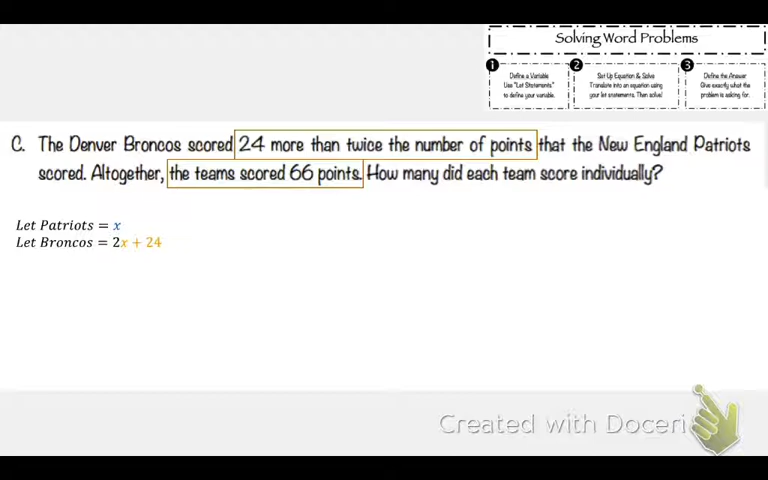 Solving Word Problems
1
Define a Variable
Use "Let Statements"
to define your variable.
2
Set Up Equation & Solve
Translate into an equation using
your let statements. Then solve!
3
Define the Answer
Give exactly what the
problem is asking for.
C. The Denver Broncos scored 24 more than twice the number of points that the New England Patriots
scored. Altogether, the teams scored 66 points. How many did each team score individually?
Let Patriots = x
Let Broncos = 2x + 24
Created with Doceri